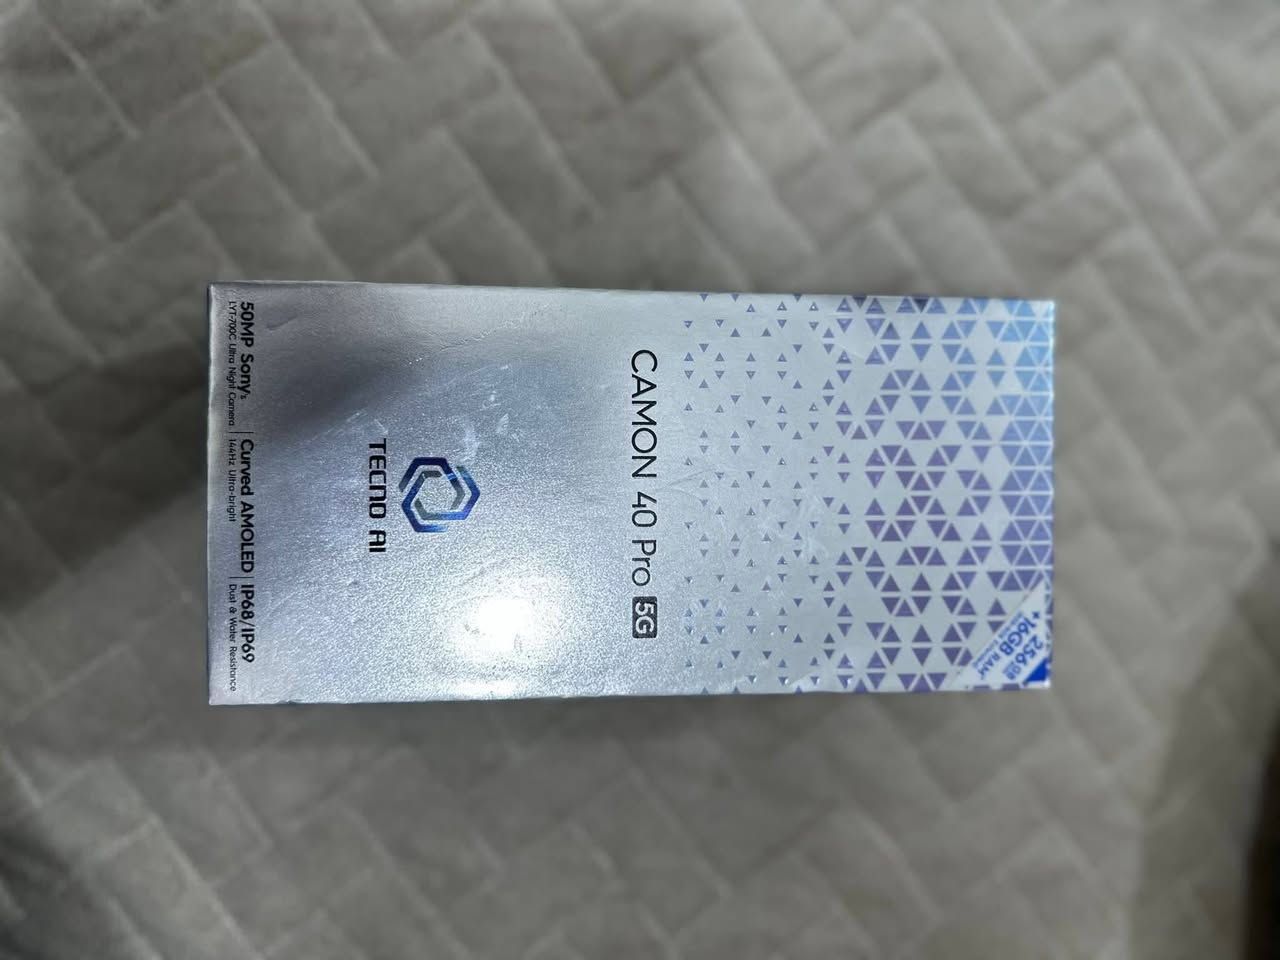 256GB
+16GB RAM*
CAMON 40 Pro 5G
TECNO AI
50MP Sony's
LYT-700C Ultra Night Camera
Curved AMOLED
144Hz Ultra-bright
IP68/IP69
Dust & Water Resistance